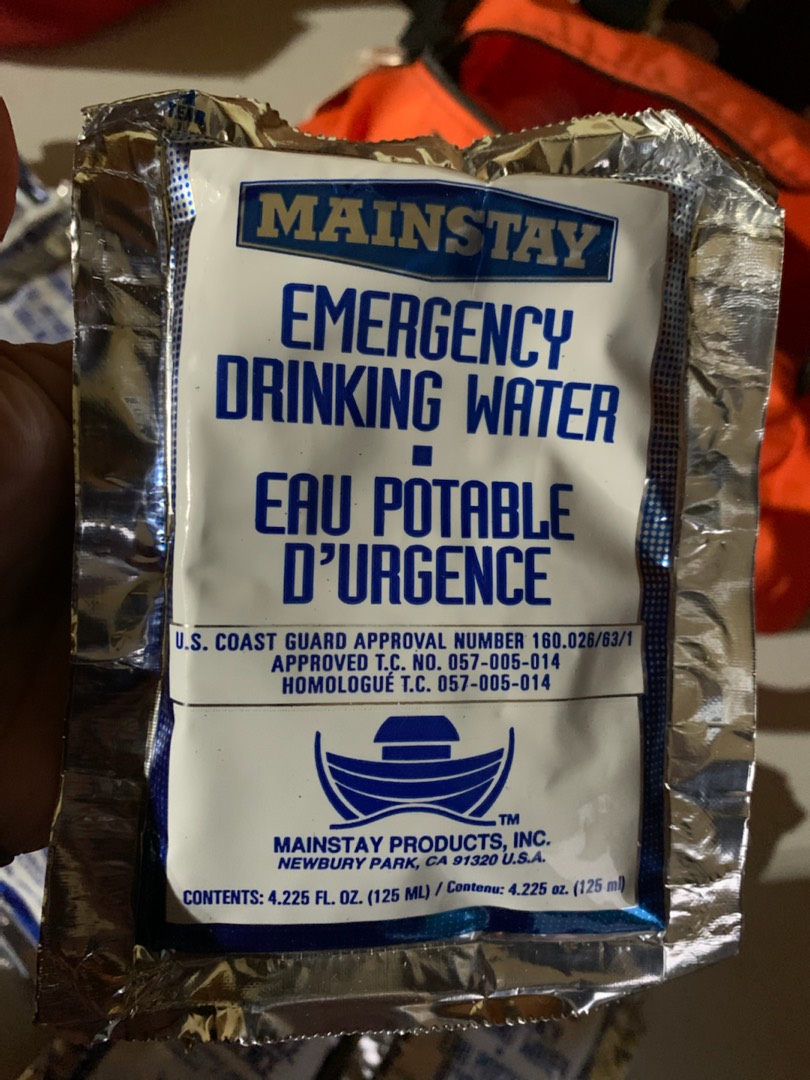 YEAR
MAINSTAY
EMERGENCY
DRINKING WATER
EAU POTABLE
D'URGENCE
U.S. COAST GUARD APPROVAL NUMBER 160.026/63/1
APPROVED T.C. NO. 057-005-014
HOMOLOGUÉ T.C. 057-005-014
TM
MAINSTAY PRODUCTS, INC.
NEWBURY PARK, CA 91320 U.S.A.
CONTENTS: 4.225 FL. OZ. (125 ML) / Contenu: 4.225 oz. (125 ml)